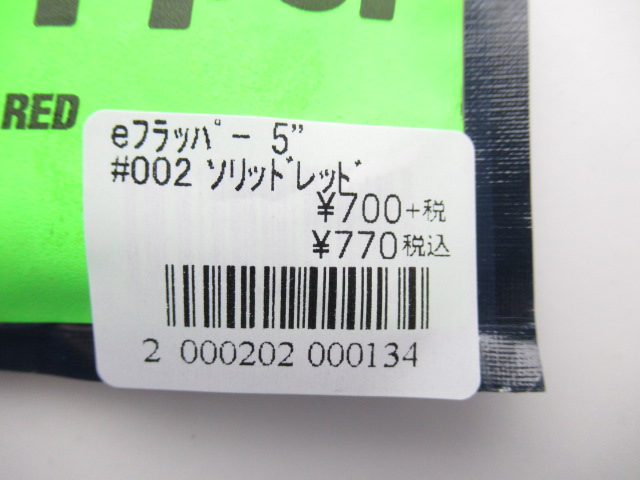 RED
eﾌﾗｯﾊﾟｰ 5"
#002 ｿﾘｯﾄﾞﾚｯﾄﾞ
¥700+税
¥770税込
2 000202 000134